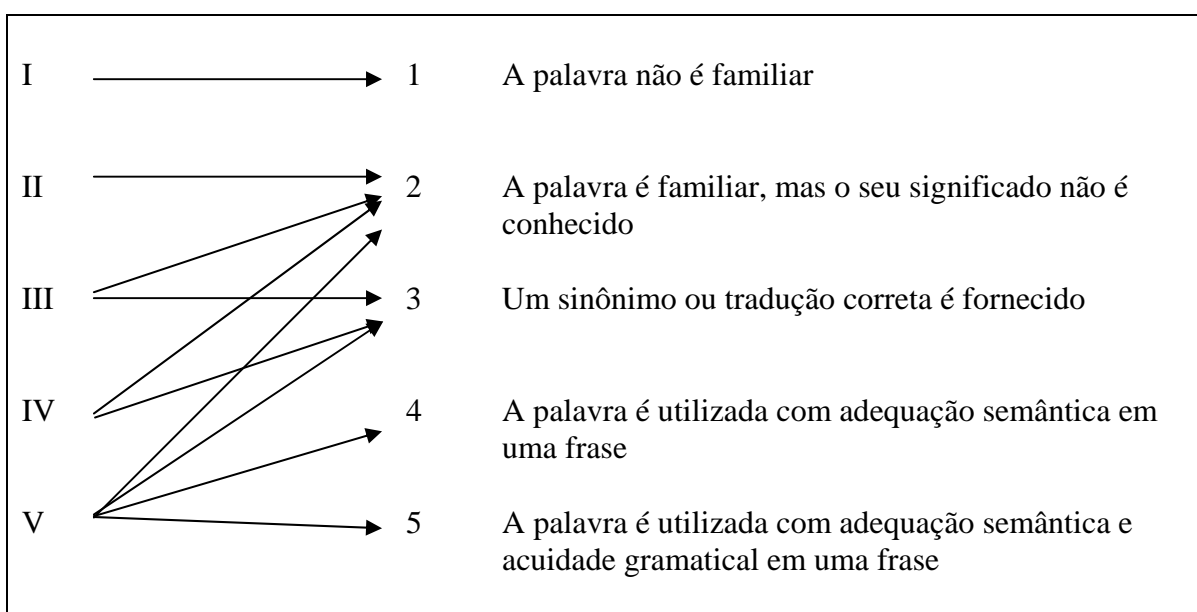 I 1 A palavra não é familiar
II 2 A palavra é familiar, mas o seu significado não é
conhecido
III 3 Um sinônimo ou tradução correta é fornecido
IV 4 A palavra é utilizada com adequação semântica em
uma frase
V 5 A palavra é utilizada com adequação semântica e
acuidade gramatical em uma frase